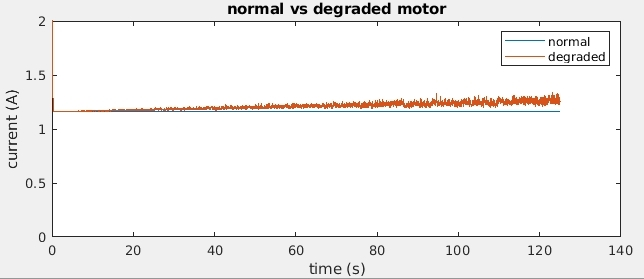 normal vs degraded motor
2
1.5
1
0.5
0
current (A)
normal
degraded
0 20 40 60 80 100 120 140
time (s)